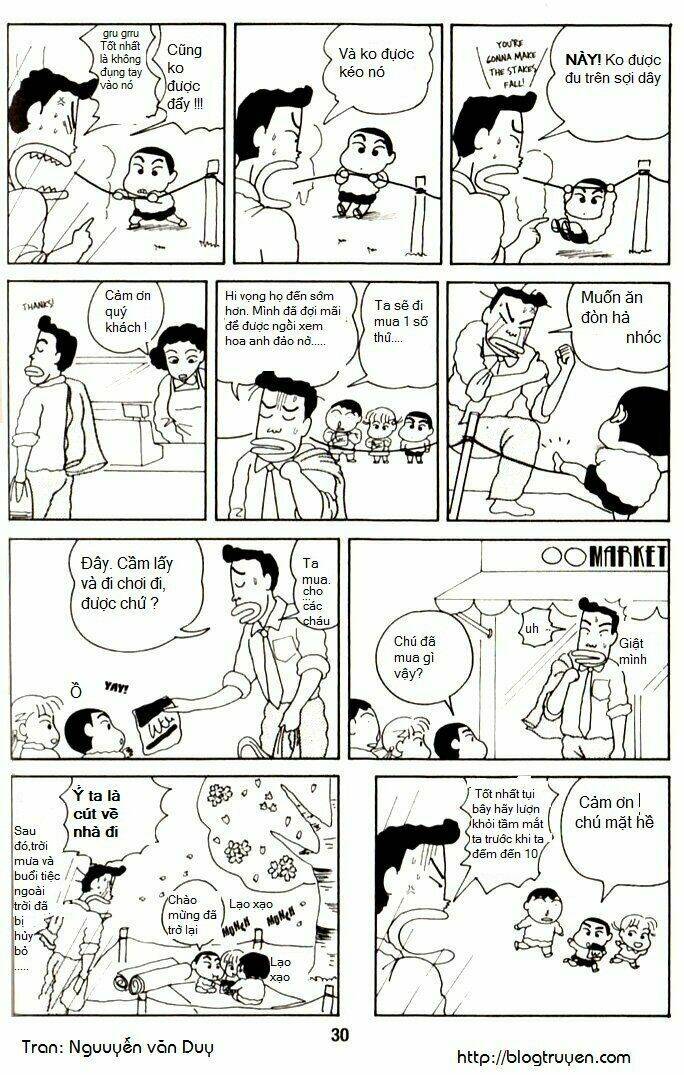 gru grru
Tốt nhất
là không
đung tay
vào nó
Cũng
ko
được
đẩy !!!
Và ko được
kéo nó
YOU'RE
GONNA MAKE
THE STAKES
FALL!
NÀY! Ko được
đu trên sợi dây
THANKS!
Cảm ơn
quý
khách !
Hi vọng họ đến sớm
hơn. Mình đã đợi mãi
để được ngồi xem
hoa anh đảo nở.....
Ta sẽ đi
mua 1 số
thứ....
Muốn ăn
đòn hả
nhóc
Đây. Cầm lấy
và đi chơi đi,
được chứ ?
Ta
mua.
cho
các
cháu
Ồ
YAY!
MARKET
uh ..
Giật
mình
Chú đã
mua gì
vậy?
Sau
đó,trời
mưa và
buổi tiệc
ngoài
trời đã
bị
hủy
bỏ
.....
Ý ta là
cút về
nhà đi
Chào
mừng đã
trở lại
Lạo xạo
MUNCH
MUNCH
Lạo
xạo
Tốt nhất tụi
bây hãy lượn
khỏi tầm mắt
ta trước khi ta
đếm đến 10
Cảm ơn
chú mặt hề
30
Tran: Nguuyễn văn Duy
http://blogtruyen.com